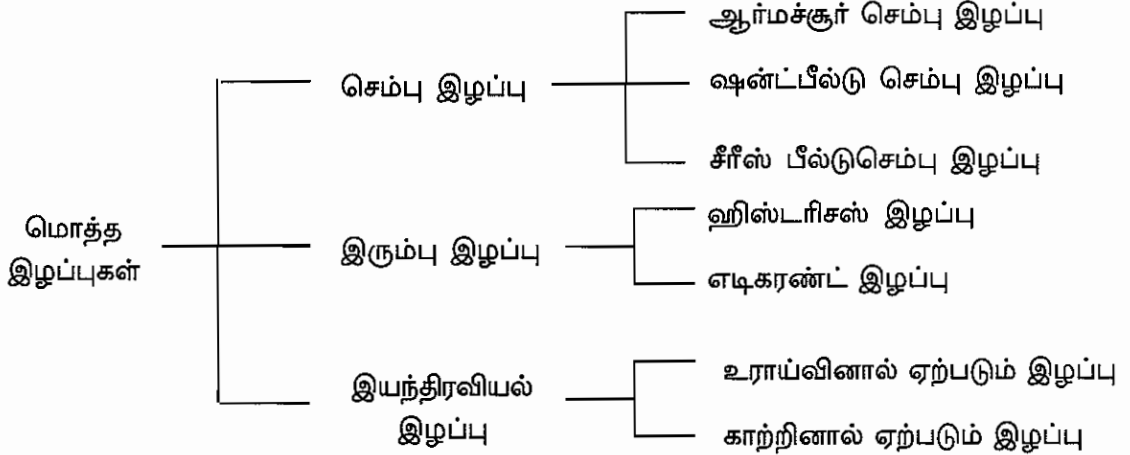 மொத்த
இழப்புகள்
செம்பு இழப்பு
ஆர்மச்சூர் செம்பு இழப்பு
ஷன்ட்பீல்டு செம்பு இழப்பு
சீரீஸ் பீல்டுசெம்பு இழப்பு
இரும்பு இழப்பு
ஹிஸ்டரிசஸ் இழப்பு
எடிகரண்ட் இழப்பு
இயந்திரவியல்
இழப்பு
உராய்வினால் ஏற்படும் இழப்பு
காற்றினால் ஏற்படும் இழப்பு